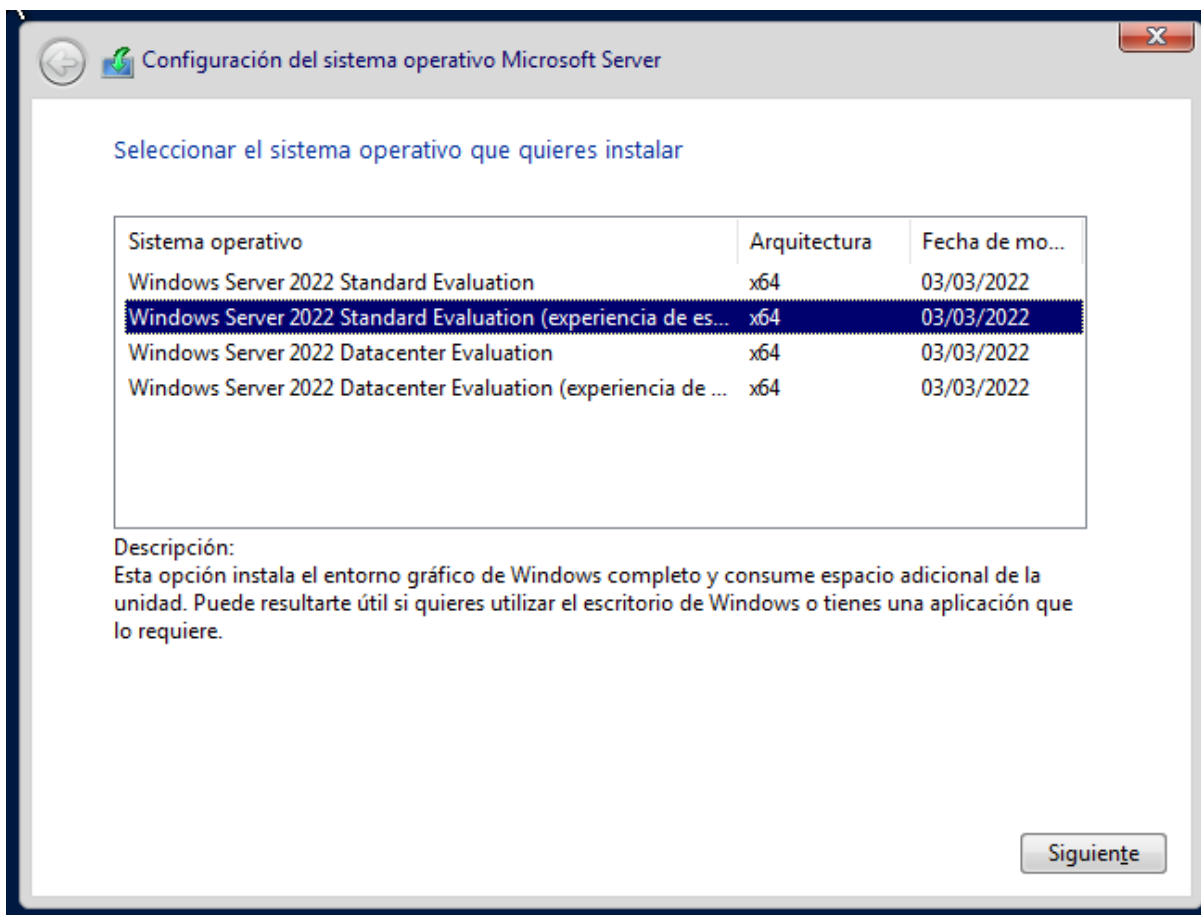 Configuración del sistema operativo Microsoft Server
Seleccionar el sistema operativo que quieres instalar
Sistema operativo Arquitectura Fecha de mo...
Windows Server 2022 Standard Evaluation x64 03/03/2022
Windows Server 2022 Standard Evaluation (experiencia de es... x64 03/03/2022
Windows Server 2022 Datacenter Evaluation x64 03/03/2022
Windows Server 2022 Datacenter Evaluation (experiencia de ... x64 03/03/2022
Descripción:
Esta opción instala el entorno gráfico de Windows completo y consume espacio adicional de la
unidad. Puede resultarte útil si quieres utilizar el escritorio de Windows o tienes una aplicación que
lo requiere.
Siguiente